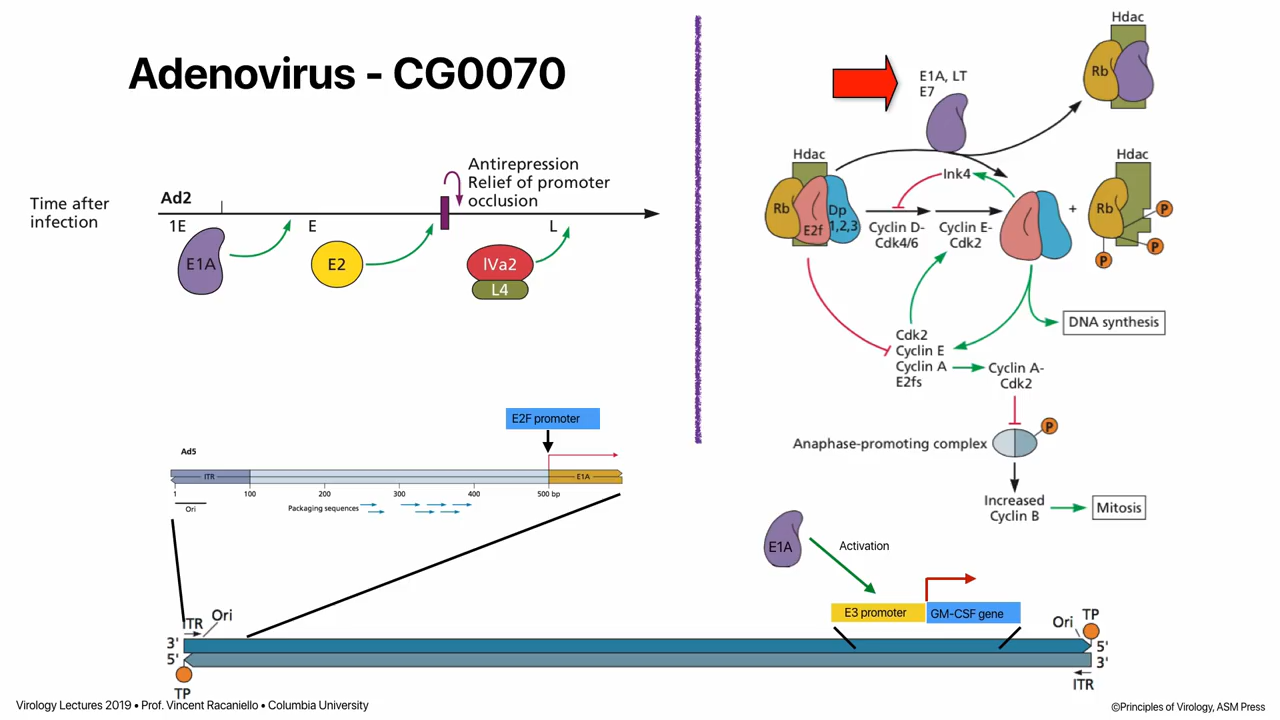 Adenovirus - CG0070
Time after
infection
Ad2
1E
E
L
Antirepression
Relief of promoter
occlusion
E1A
E2
IVa2
L4
E2F promoter
Ad5
ITR
E1A
1
100
200
300
400
500 bp
Ori
Packaging sequences
Hdac
Rb
E1A, LT
E7
Hdac
Rb
E2f
Dp
1,2,3
Ink4
Cyclin D-
Cdk4/6
Cyclin E-
Cdk2
+
Hdac
Rb
P
P
P
DNA synthesis
Cdk2
Cyclin E
Cyclin A
E2fs
Cyclin A-
Cdk2
Anaphase-promoting complex
P
Increased
Cyclin B
Mitosis
E1A
Activation
E3 promoter
GM-CSF gene
ITR
Ori
3'
5'
TP
Ori
TP
5'
3'
ITR
Virology Lectures 2019 • Prof. Vincent Racaniello • Columbia University
©Principles of Virology, ASM Press